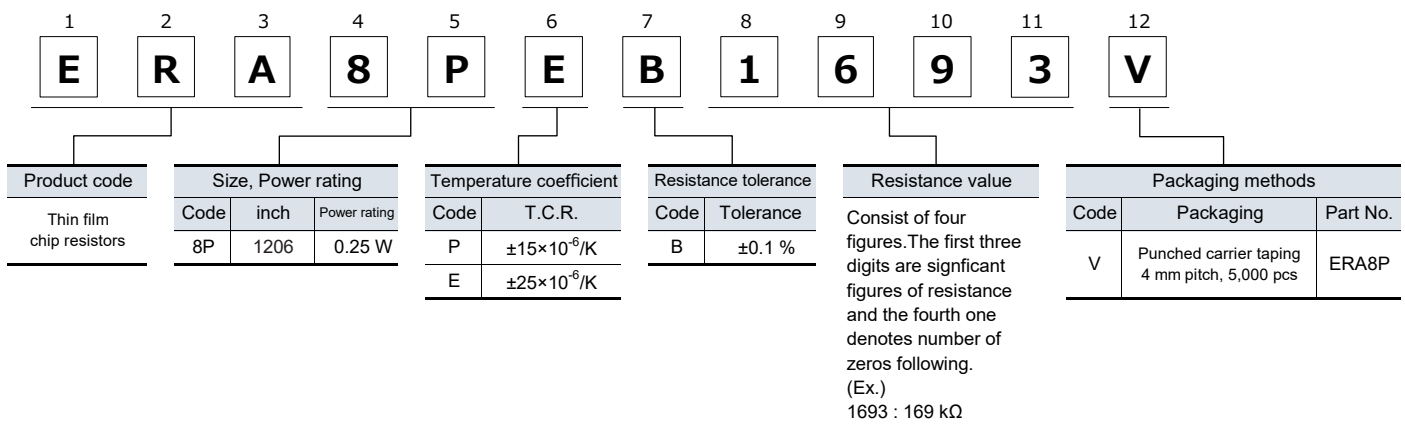 1 2 3 4 5 6 7 8 9 10 11 12
E R A 8 P E B 1 6 9 3 V
Product code
Thin film
chip resistors
Size, Power rating
Code inch Power rating
8P 1206 0.25 W
Temperature coefficient
Code T.C.R.
P ±15×10⁻⁶/K
E ±25×10⁻⁶/K
Resistance tolerance
Code Tolerance
B ±0.1 %
Resistance value
Consist of four
figures.The first three
digits are signficant
figures of resistance
and the fourth one
denotes number of
zeros following.
(Ex.)
1693 : 169 kΩ
Packaging methods
Code Packaging Part No.
V Punched carrier taping
4 mm pitch, 5,000 pcs ERA8P